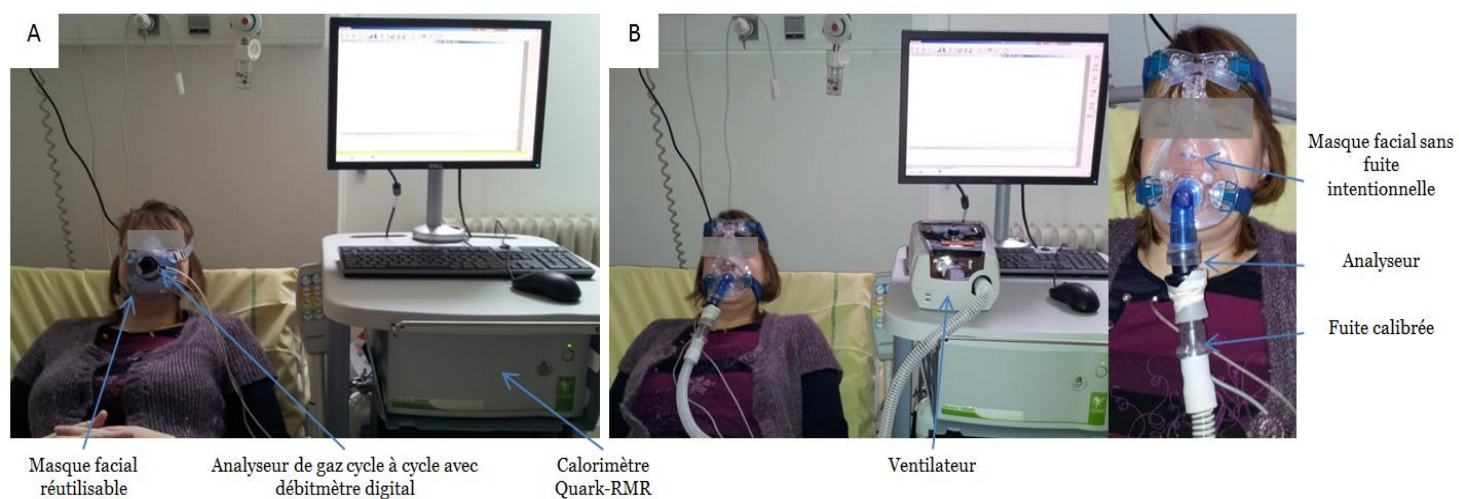 A
B
Masque facial sans
fuite
intentionnelle
Analyseur
Fuite calibrée
DELL
Masque facial
réutilisable
Analyseur de gaz cycle à cycle avec
débitmètre digital
Calorimètre
Quark-RMR
Ventilateur